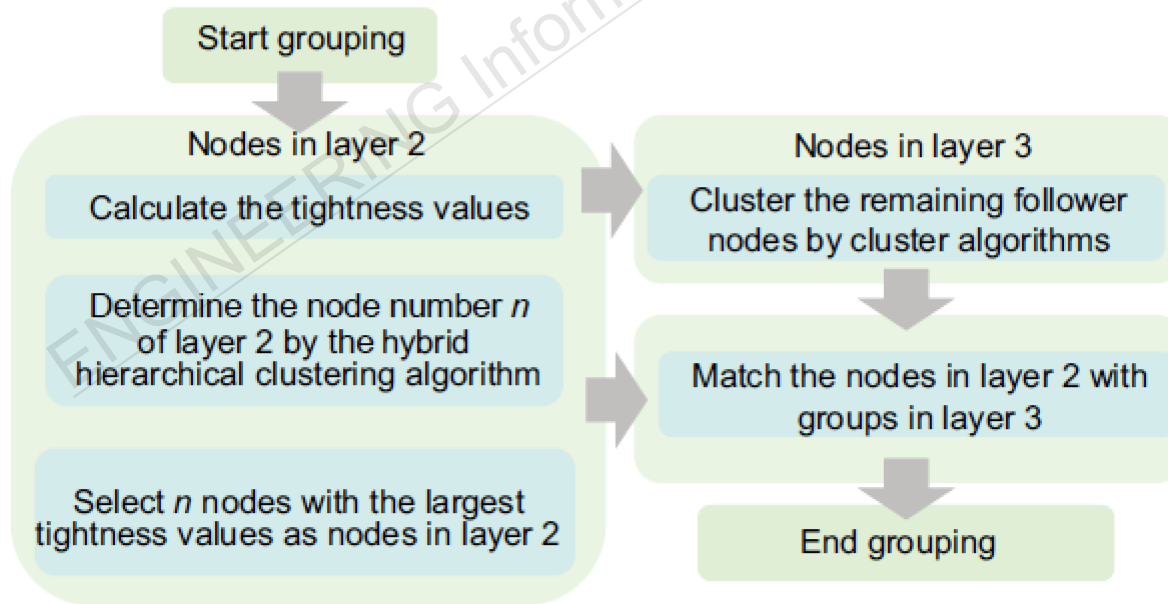 Start grouping
Nodes in layer 2
Calculate the tightness values
Determine the node number n
of layer 2 by the hybrid
hierarchical clustering algorithm
Select n nodes with the largest
tightness values as nodes in layer 2
Nodes in layer 3
Cluster the remaining follower
nodes by cluster algorithms
Match the nodes in layer 2 with
groups in layer 3
End grouping
ENGINEERING